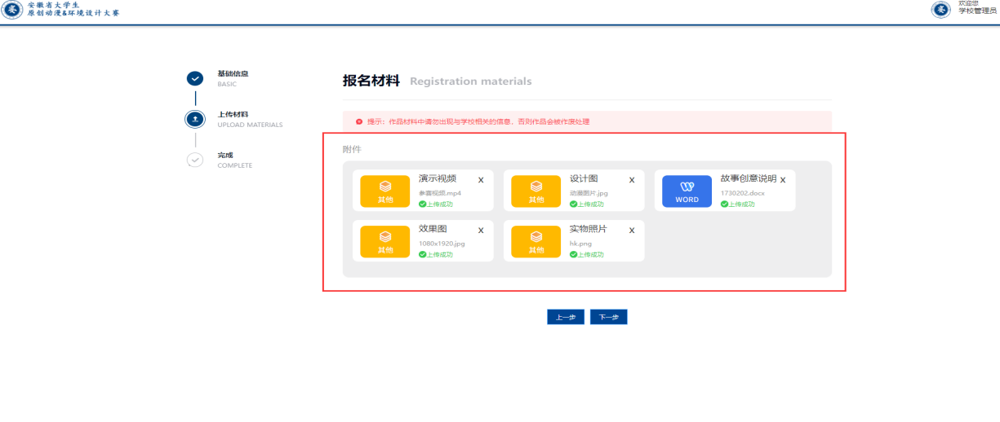 安徽省大学生
原创动漫&环境设计大赛
欢迎您
学校管理员
基础信息
BASIC
上传材料
UPLOAD MATERIALS
完成
COMPLETE
报名材料 Registration materials
提示：作品材料中请勿出现与学校相关的信息，否则作品会被作废处理
附件
其他
演示视频 X
参赛视频.mp4
上传成功
其他
设计图 X
动漫图片.jpg
上传成功
WORD
故事创意说明 X
1730202.docx
上传成功
其他
效果图 X
1080x1920.jpg
上传成功
其他
实物照片 X
hk.png
上传成功
上一步 下一步